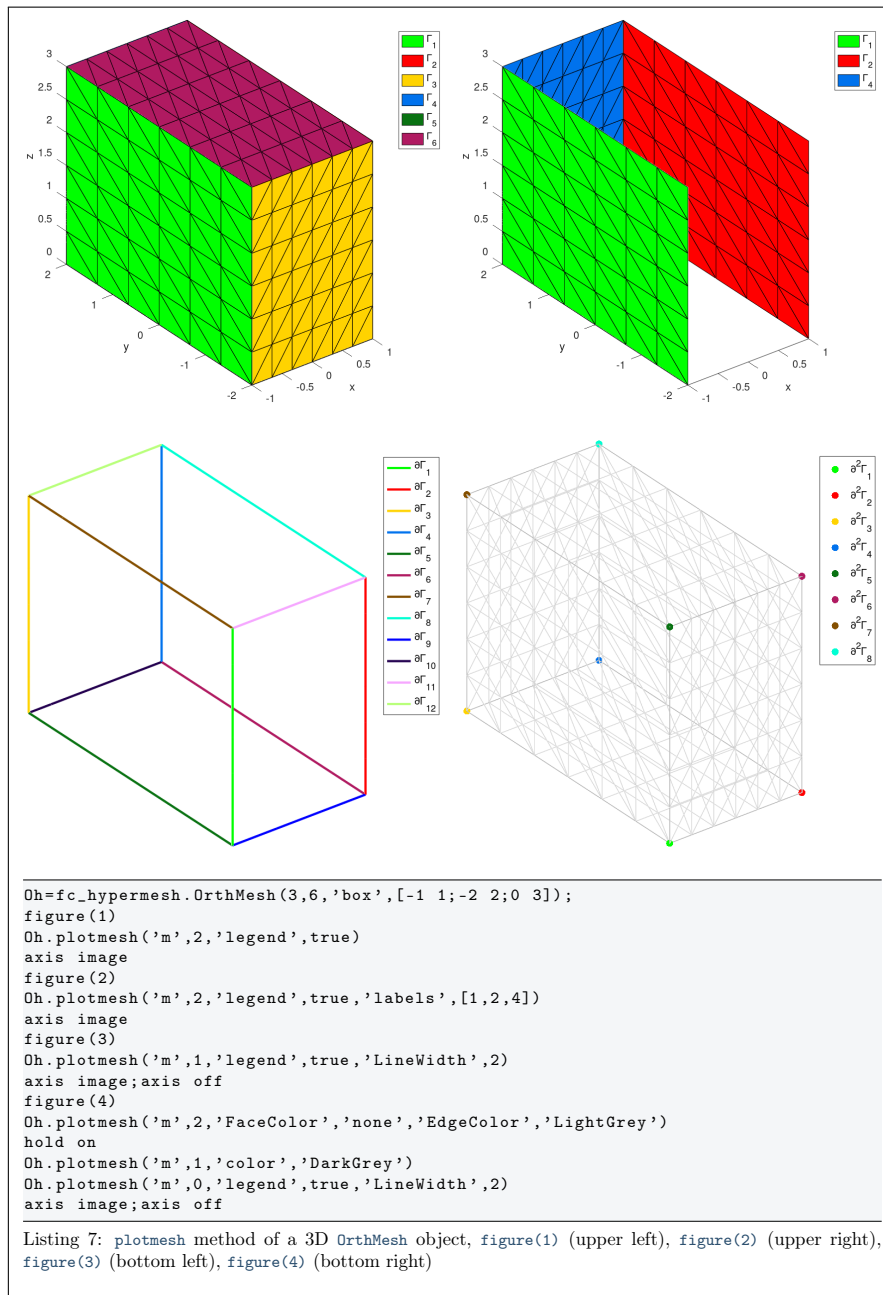 3
2.5
2
1.5
1
0.5
0
z
2
1
0
-1
-2
y
-1
-0.5
0
0.5
1
x
Γ1
Γ2
Γ3
Γ4
Γ5
Γ6
3
2.5
2
1.5
1
0.5
0
z
2
1
0
-1
-2
y
-1
-0.5
0
0.5
1
x
Γ1
Γ2
Γ4
∂Γ1
∂Γ2
∂Γ3
∂Γ4
∂Γ5
∂Γ6
∂Γ7
∂Γ8
∂Γ9
∂Γ10
∂Γ11
∂Γ12
∂²Γ1
∂²Γ2
∂²Γ3
∂²Γ4
∂²Γ5
∂²Γ6
∂²Γ7
∂²Γ8
Oh=fc_hypermesh.OrthMesh(3,6,’box’,[-1 1;-2 2;0 3]);
figure(1)
Oh.plotmesh(’m’,2,’legend’,true)
axis image
figure(2)
Oh.plotmesh(’m’,2,’legend’,true,’labels’,[1,2,4])
axis image
figure(3)
Oh.plotmesh(’m’,1,’legend’,true,’LineWidth’,2)
axis image;axis off
figure(4)
Oh.plotmesh(’m’,2,’FaceColor’,’none’,’EdgeColor’,’LightGrey’)
hold on
Oh.plotmesh(’m’,1,’color’,’DarkGrey’)
Oh.plotmesh(’m’,0,’legend’,true,’LineWidth’,2)
axis image;axis off
Listing 7: plotmesh method of a 3D OrthMesh object, figure(1) (upper left), figure(2) (upper right),
figure(3) (bottom left), figure(4) (bottom right)